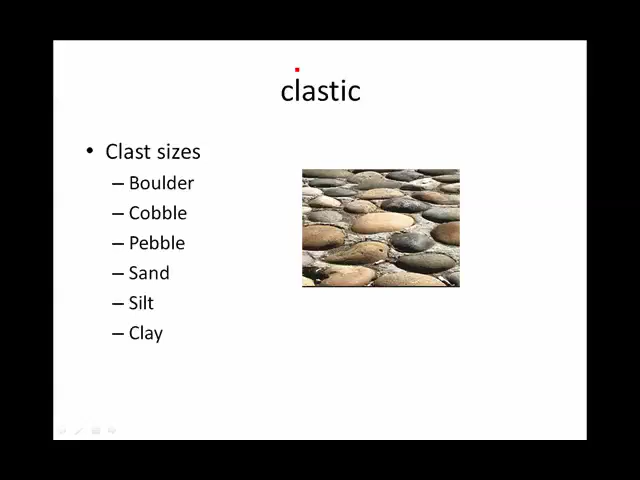 clastic
• Clast sizes
– Boulder
– Cobble
– Pebble
– Sand
– Silt
– Clay